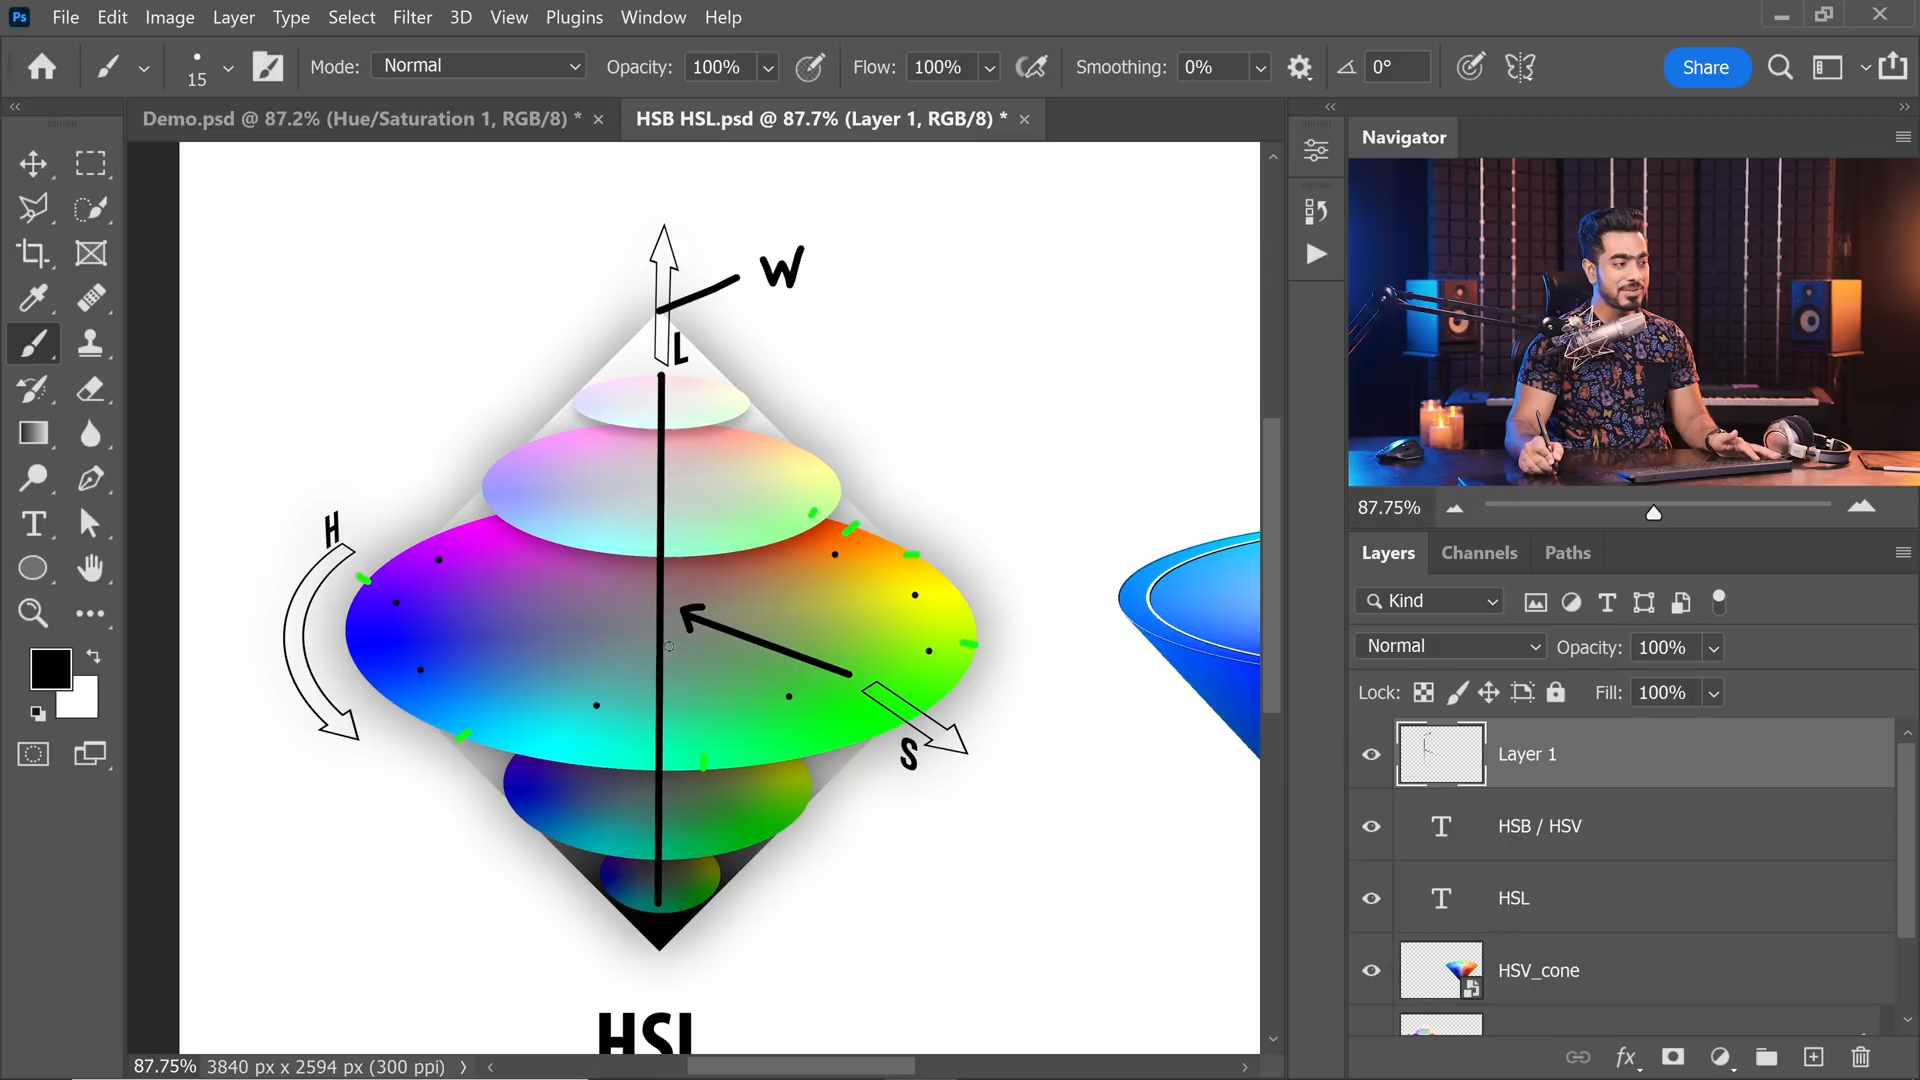 Ps File Edit Image Layer Type Select Filter 3D View Plugins Window Help
15 Mode: Normal Opacity: 100% Flow: 100% Smoothing: 0% 0° Share
Demo.psd @ 87.2% (Hue/Saturation 1, RGB/8) * HSB HSL.psd @ 87.7% (Layer 1, RGB/8) *
Navigator
W
L
H
S
HSL
87.75%
Layers Channels Paths
Kind
Normal Opacity: 100%
Lock: Fill: 100%
Layer 1
HSB / HSV
HSL
HSV_cone
fx
87.75% 3840 px x 2594 px (300 ppi)